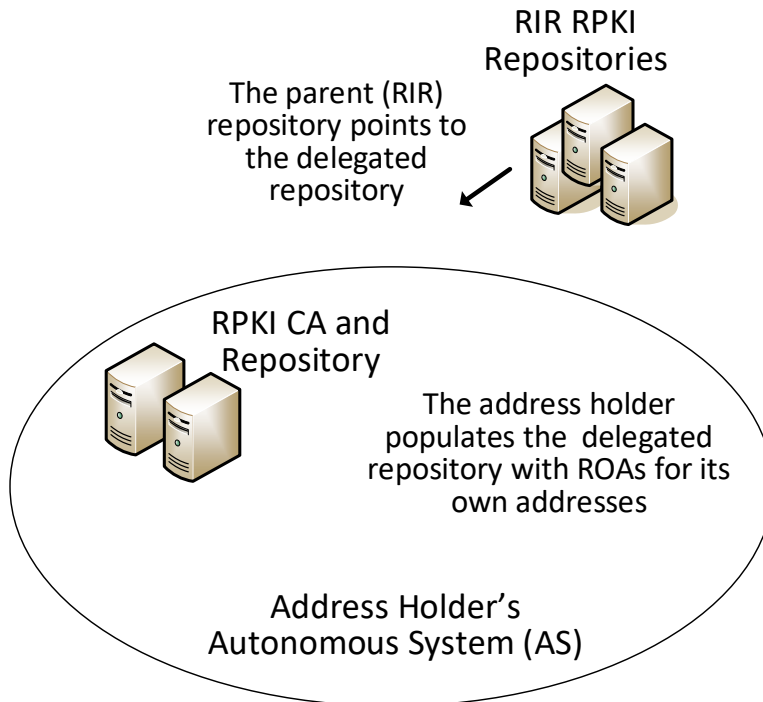 RIR RPKI
Repositories
The parent (RIR)
repository points to
the delegated
repository
RPKI CA and
Repository
The address holder
populates the  delegated
repository with ROAs for its
own addresses
Address Holder’s
Autonomous System (AS)